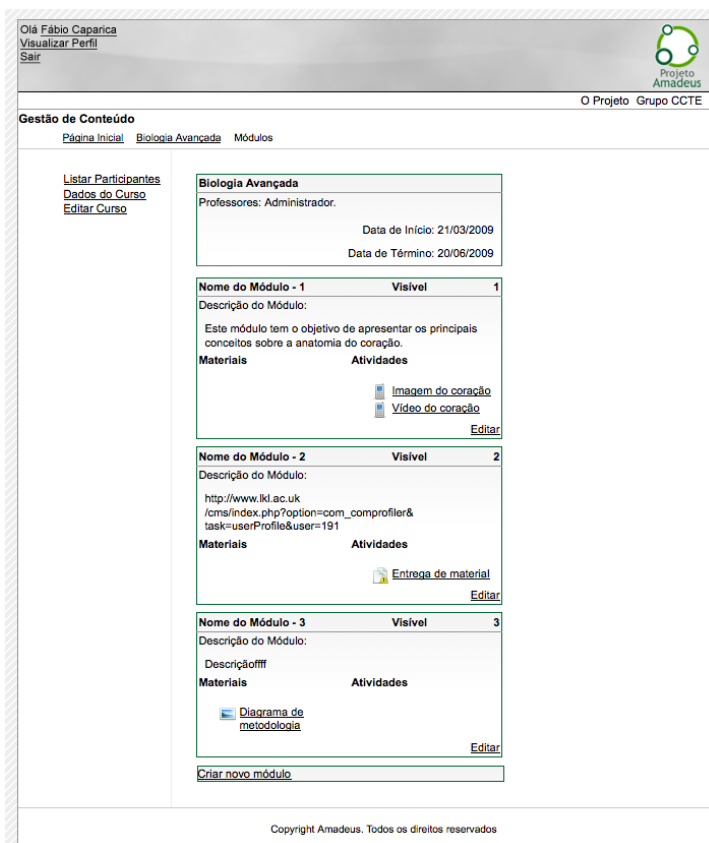 Olá Fábio Caparica
Visualizar Perfil
Sair
Projeto
Amadeus
O Projeto Grupo CCTE
Gestão de Conteúdo
Página Inicial Biologia Avançada Módulos
Listar Participantes
Dados do Curso
Editar Curso
Biologia Avançada
Professores: Administrador.
Data de Início: 21/03/2009
Data de Término: 20/06/2009
Nome do Módulo - 1 Visível 1
Descrição do Módulo:
Este módulo tem o objetivo de apresentar os principais
conceitos sobre a anatomia do coração.
Materiais Atividades
Imagem do coração
Vídeo do coração
Editar
Nome do Módulo - 2 Visível 2
Descrição do Módulo:
http://www.lkl.ac.uk
/cms/index.php?option=com_comprofiler&
task=userProfile&user=191
Materiais Atividades
Entrega de material
Editar
Nome do Módulo - 3 Visível 3
Descrição do Módulo:
Descriçãoffff
Materiais Atividades
Diagrama de
metodologia
Editar
Criar novo módulo
Copyright Amadeus. Todos os direitos reservados